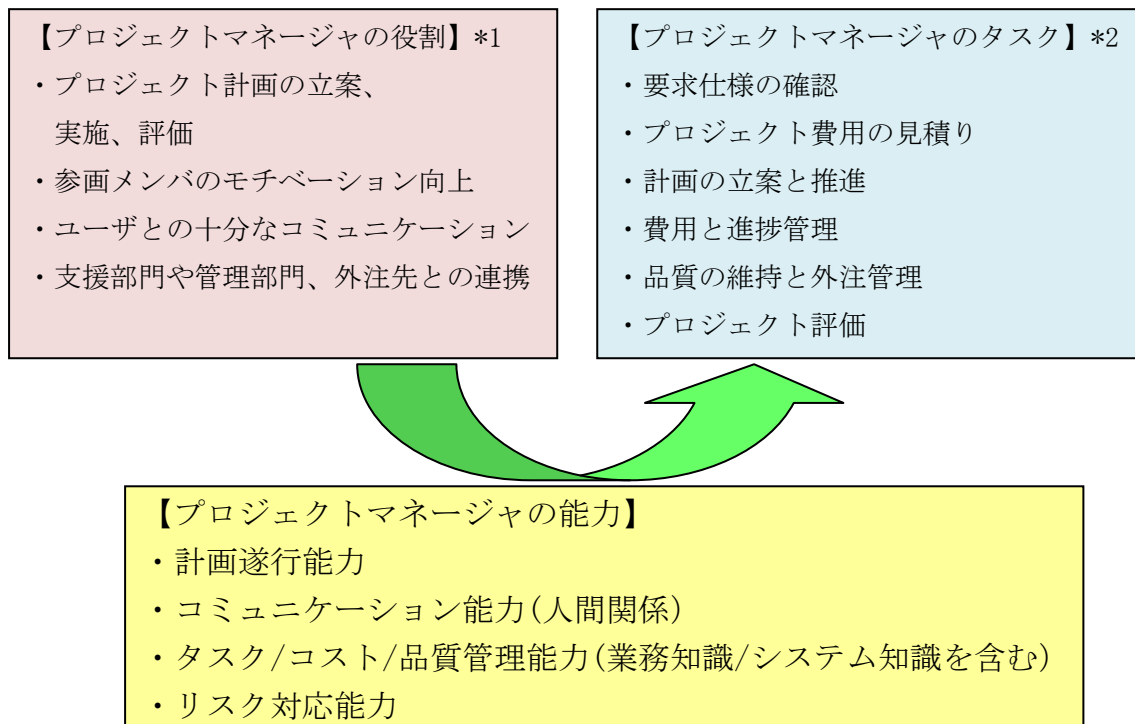 【プロジェクトマネージャの役割】*1
・プロジェクト計画の立案、
実施、評価
・参画メンバのモチベーション向上
・ユーザとの十分なコミュニケーション
・支援部門や管理部門、外注先との連携
【プロジェクトマネージャのタスク】*2
・要求仕様の確認
・プロジェクト費用の見積り
・計画の立案と推進
・費用と進捗管理
・品質の維持と外注管理
・プロジェクト評価
【プロジェクトマネージャの能力】
・計画遂行能力
・コミュニケーション能力(人間関係)
・タスク/コスト/品質管理能力(業務知識/システム知識を含む)
・リスク対応能力